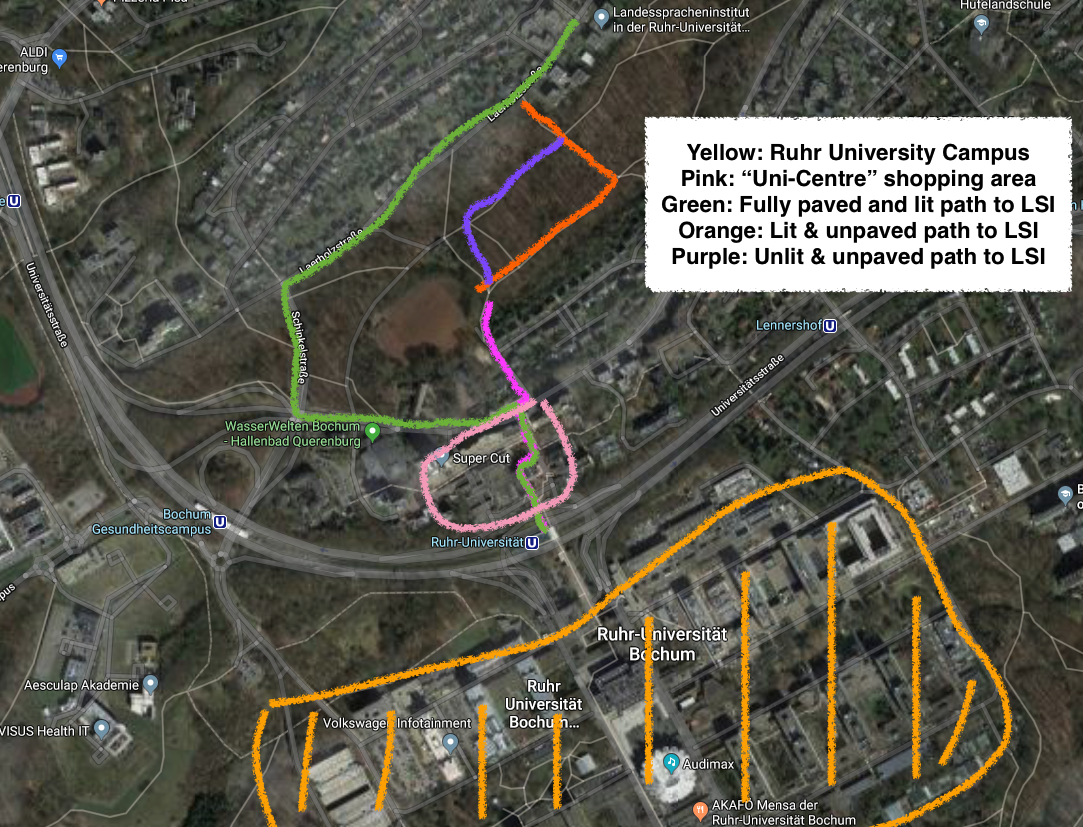 Pizzeria Pico
Landesspracheninstitut
in der Ruhr-Universität...
Hufelandschule
ALDI
erenburg
Laerholzstraße
Yellow: Ruhr University Campus
Pink: “Uni-Centre” shopping area
Green: Fully paved and lit path to LSI
Orange: Lit & unpaved path to LSI
Purple: Unlit & unpaved path to LSI
U
Laerholzstraße
Universitätsstraße
Schinkelstraße
Lennershof U
Universitätsstraße
WasserWelten Bochum
- Hallenbad Querenburg
Super Cut
Bochum
Gesundheitscampus U
Ruhr-Universität U
pus
Ruhr-Universität
Bochum
Aesculap Akademie
Ruhr
Universität
Bochum...
VISUS Health IT
Volkswagen Infotainment
Audimax
AKAFÖ Mensa der
Ruhr-Universität Bochum